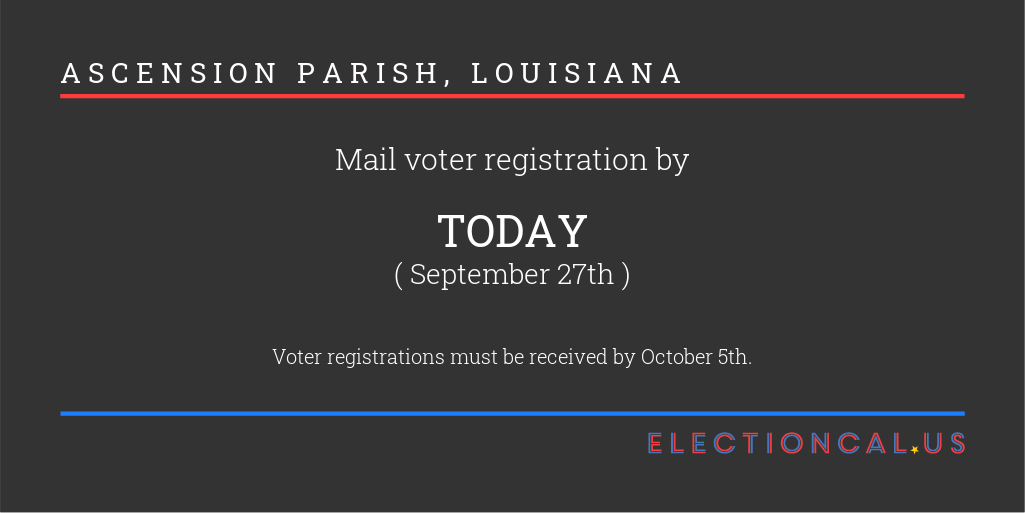 ASCENSION PARISH, LOUISIANA
Mail voter registration by
TODAY
( September 27th )
Voter registrations must be received by October 5th.
ELECTIONCAL.US